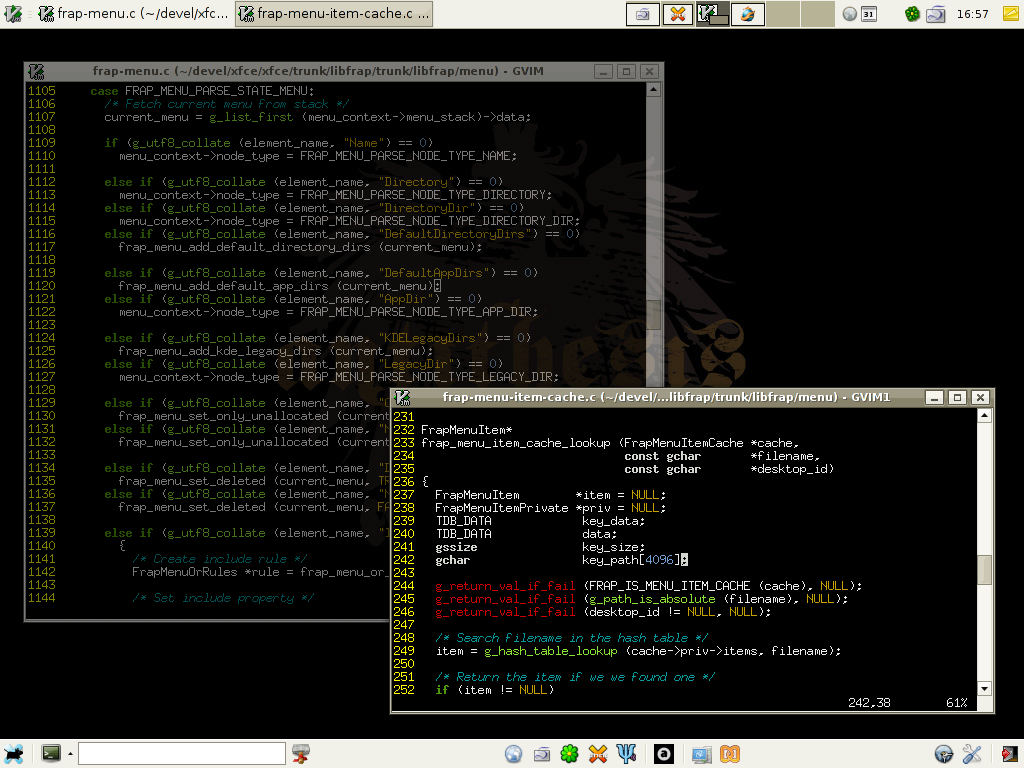 frap-menu.c (~/devel/xfc...
frap-menu-item-cache.c ...
31
16:57
frap-menu.c (~/devel/xfce/xfce/trunk/libfrap/trunk/libfrap/menu) - GVIM
1105 case FRAP_MENU_PARSE_STATE_MENU:
1106 /* Fetch current menu from stack */
1107 current_menu = g_list_first (menu_context->menu_stack)->data;
1108
1109 if (g_utf8_collate (element_name, "Name") == 0)
1110 menu_context->node_type = FRAP_MENU_PARSE_NODE_TYPE_NAME;
1111
1112 else if (g_utf8_collate (element_name, "Directory") == 0)
1113 menu_context->node_type = FRAP_MENU_PARSE_NODE_TYPE_DIRECTORY;
1114 else if (g_utf8_collate (element_name, "DirectoryDir") == 0)
1115 menu_context->node_type = FRAP_MENU_PARSE_NODE_TYPE_DIRECTORY_DIR;
1116 else if (g_utf8_collate (element_name, "DefaultDirectoryDirs") == 0)
1117 frap_menu_add_default_directory_dirs (current_menu);
1118
1119 else if (g_utf8_collate (element_name, "DefaultAppDirs") == 0)
1120 frap_menu_add_default_app_dirs (current_menu);
1121 else if (g_utf8_collate (element_name, "AppDir") == 0)
1122 menu_context->node_type = FRAP_MENU_PARSE_NODE_TYPE_APP_DIR;
1123
1124 else if (g_utf8_collate (element_name, "KDELegacyDirs") == 0)
1125 frap_menu_add_kde_legacy_dirs (current_menu);
1126 else if (g_utf8_collate (element_name, "LegacyDir") == 0)
1127 menu_context->node_type = FRAP_MENU_PARSE_NODE_TYPE_LEGACY_DIR;
1128
1129 else if (g_utf8_collate (element_name, "O
1130 frap_menu_set_only_unallocated (current
1131 else if (g_utf8_collate (element_name, "N
1132 frap_menu_set_only_unallocated (current
1133
1134 else if (g_utf8_collate (element_name, "D
1135 frap_menu_set_deleted (current_menu, TR
1136 else if (g_utf8_collate (element_name, "N
1137 frap_menu_set_deleted (current_menu, FA
1138
1139 else if (g_utf8_collate (element_name, "I
1140 {
1141 /* Create include rule */
1142 FrapMenuOrRules *rule = frap_menu_or_
1143
1144 /* Set include property */
frap-menu-item-cache.c (~/devel/...libfrap/trunk/libfrap/menu) - GVIM1
231
232 FrapMenuItem*
233 frap_menu_item_cache_lookup (FrapMenuItemCache *cache,
234 const gchar *filename,
235 const gchar *desktop_id)
236 {
237 FrapMenuItem *item = NULL;
238 FrapMenuItemPrivate *priv = NULL;
239 TDB_DATA key_data;
240 TDB_DATA data;
241 gssize key_size;
242 gchar key_path[4096];
243
244 g_return_val_if_fail (FRAP_IS_MENU_ITEM_CACHE (cache), NULL);
245 g_return_val_if_fail (g_path_is_absolute (filename), NULL);
246 g_return_val_if_fail (desktop_id != NULL, NULL);
247
248 /* Search filename in the hash table */
249 item = g_hash_table_lookup (cache->priv->items, filename);
250
251 /* Return the item if we we found one */
252 if (item != NULL)
242,38 61%